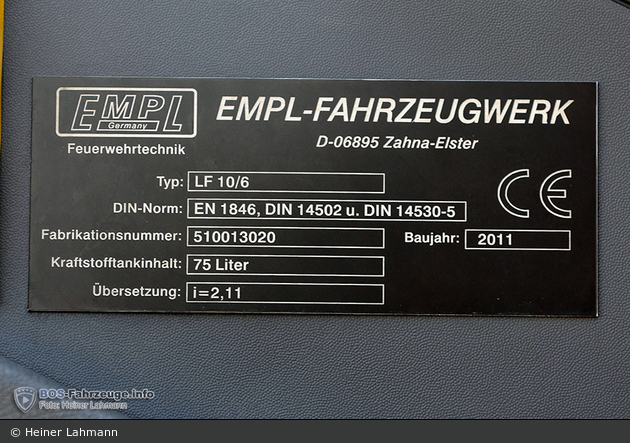 EMPL
Germany
Feuerwehrtechnik
EMPL-FAHRZEUGWERK
D-06895 Zahna-Elster
Typ: LF 10/6
DIN-Norm: EN 1846, DIN 14502 u. DIN 14530-5
Fabrikationsnummer: 510013020 Baujahr: 2011
Kraftstofftankinhalt: 75 Liter
Übersetzung: i=2,11
CE
BOS-Fahrzeuge.info
Foto: Heiner Lahmann
© Heiner Lahmann